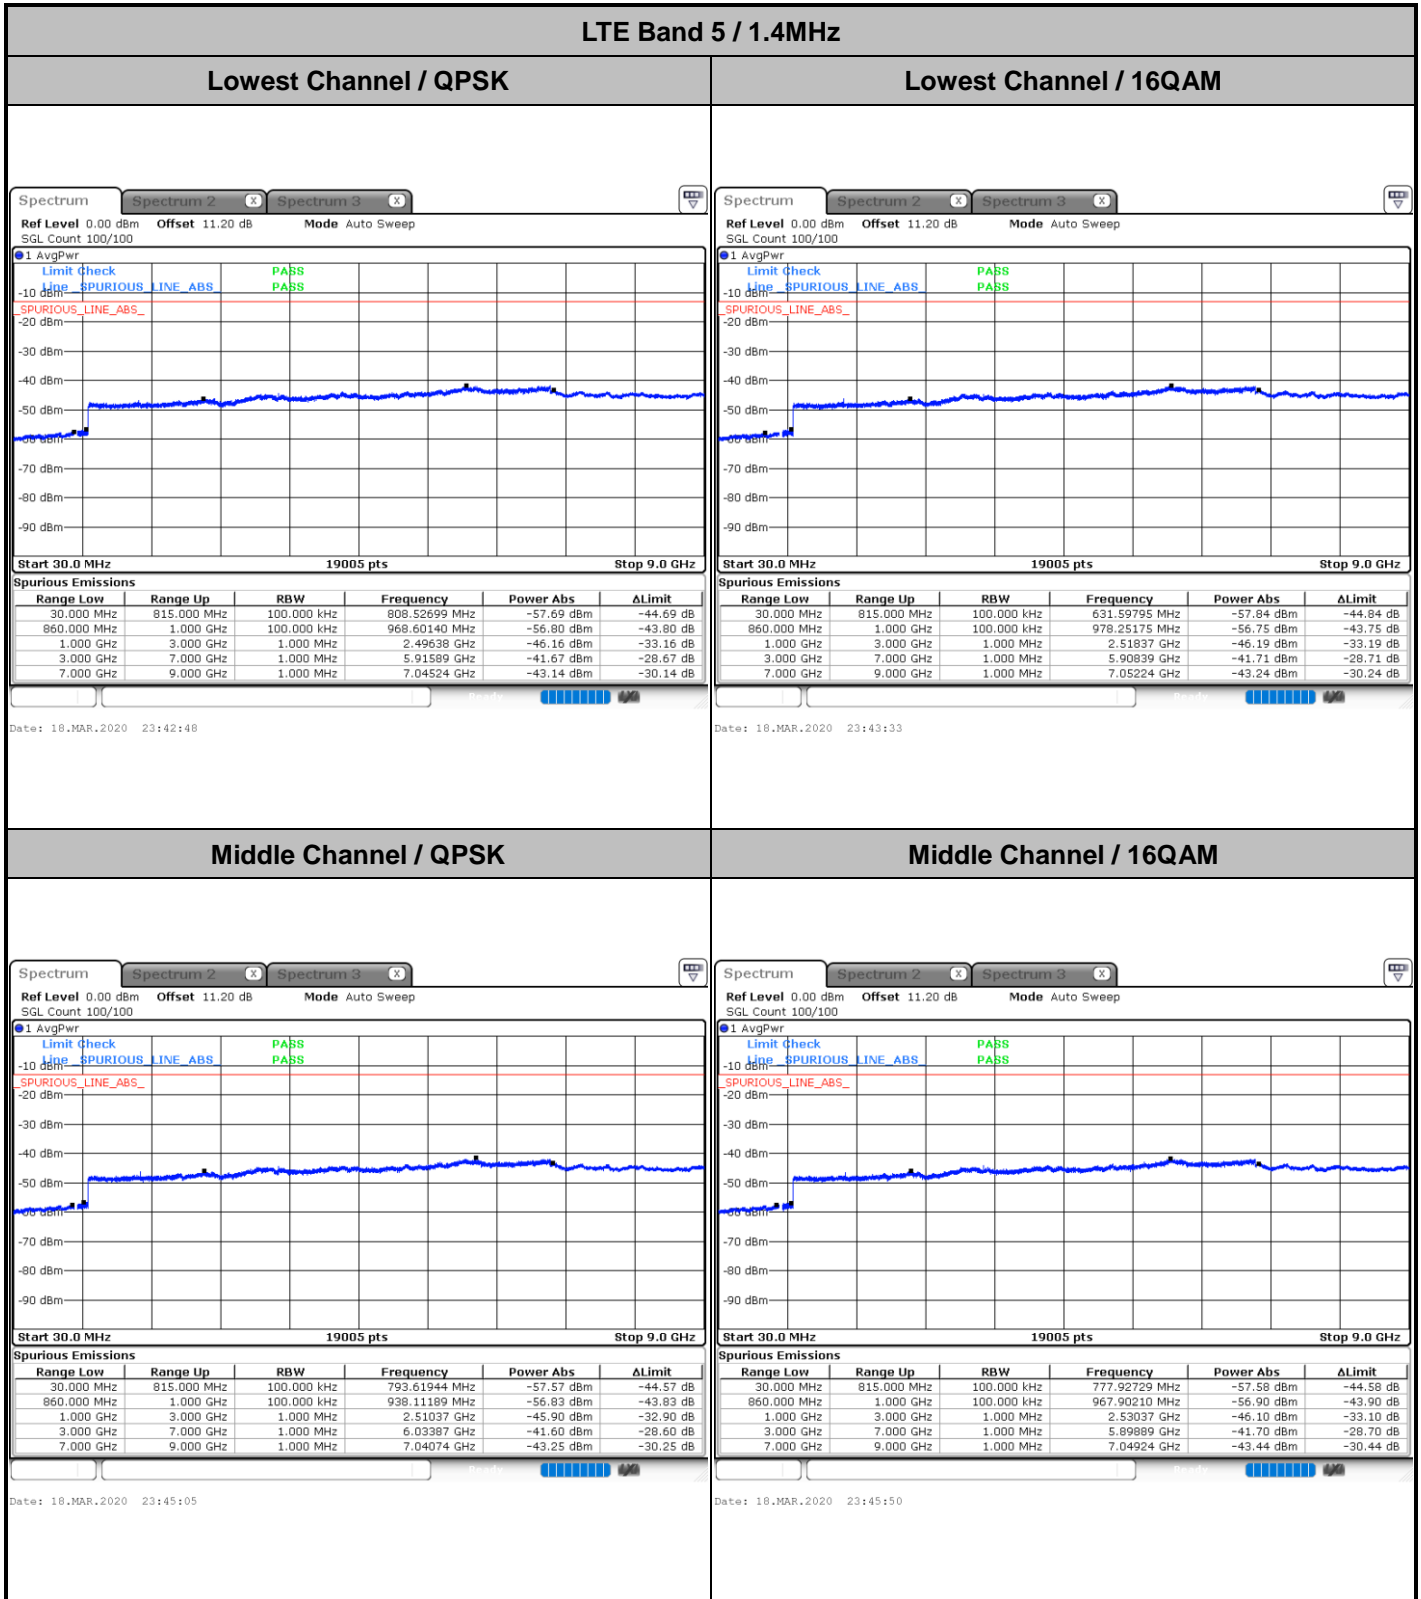 LTE Band 5 / 1.4MHz
Lowest Channel / QPSK
Lowest Channel / 16QAM
Spectrum Spectrum 2 X Spectrum 3 X
Ref Level 0.00 dBm Offset 11.20 dB Mode Auto Sweep
SGL Count 100/100
1 AvgPwr
Limit Check PASS
Line _SPURIOUS_LINE_ABS_ PASS
-10 dBm
_SPURIOUS_LINE_ABS_
-20 dBm
-30 dBm
-40 dBm
-50 dBm
-60 dBm
-70 dBm
-80 dBm
-90 dBm
Start 30.0 MHz 19005 pts Stop 9.0 GHz
Spurious Emissions
Range Low Range Up RBW Frequency Power Abs ΔLimit
30.000 MHz 815.000 MHz 100.000 kHz 808.52699 MHz -57.69 dBm -44.69 dB
860.000 MHz 1.000 GHz 100.000 kHz 968.60140 MHz -56.80 dBm -43.80 dB
1.000 GHz 3.000 GHz 1.000 MHz 2.49638 GHz -46.16 dBm -33.16 dB
3.000 GHz 7.000 GHz 1.000 MHz 5.91589 GHz -41.67 dBm -28.67 dB
7.000 GHz 9.000 GHz 1.000 MHz 7.04524 GHz -43.14 dBm -30.14 dB
Ready
Date: 18.MAR.2020 23:42:48
Spectrum Spectrum 2 X Spectrum 3 X
Ref Level 0.00 dBm Offset 11.20 dB Mode Auto Sweep
SGL Count 100/100
1 AvgPwr
Limit Check PASS
Line _SPURIOUS_LINE_ABS_ PASS
-10 dBm
_SPURIOUS_LINE_ABS_
-20 dBm
-30 dBm
-40 dBm
-50 dBm
-60 dBm
-70 dBm
-80 dBm
-90 dBm
Start 30.0 MHz 19005 pts Stop 9.0 GHz
Spurious Emissions
Range Low Range Up RBW Frequency Power Abs ΔLimit
30.000 MHz 815.000 MHz 100.000 kHz 631.59795 MHz -57.84 dBm -44.84 dB
860.000 MHz 1.000 GHz 100.000 kHz 978.25175 MHz -56.75 dBm -43.75 dB
1.000 GHz 3.000 GHz 1.000 MHz 2.51837 GHz -46.19 dBm -33.19 dB
3.000 GHz 7.000 GHz 1.000 MHz 5.90839 GHz -41.71 dBm -28.71 dB
7.000 GHz 9.000 GHz 1.000 MHz 7.05224 GHz -43.24 dBm -30.24 dB
Ready
Date: 18.MAR.2020 23:43:33
Middle Channel / QPSK
Middle Channel / 16QAM
Spectrum Spectrum 2 X Spectrum 3 X
Ref Level 0.00 dBm Offset 11.20 dB Mode Auto Sweep
SGL Count 100/100
1 AvgPwr
Limit Check PASS
Line _SPURIOUS_LINE_ABS_ PASS
-10 dBm
_SPURIOUS_LINE_ABS_
-20 dBm
-30 dBm
-40 dBm
-50 dBm
-60 dBm
-70 dBm
-80 dBm
-90 dBm
Start 30.0 MHz 19005 pts Stop 9.0 GHz
Spurious Emissions
Range Low Range Up RBW Frequency Power Abs ΔLimit
30.000 MHz 815.000 MHz 100.000 kHz 793.61944 MHz -57.57 dBm -44.57 dB
860.000 MHz 1.000 GHz 100.000 kHz 938.11189 MHz -56.83 dBm -43.83 dB
1.000 GHz 3.000 GHz 1.000 MHz 2.51037 GHz -45.90 dBm -32.90 dB
3.000 GHz 7.000 GHz 1.000 MHz 6.03387 GHz -41.60 dBm -28.60 dB
7.000 GHz 9.000 GHz 1.000 MHz 7.04074 GHz -43.25 dBm -30.25 dB
Ready
Date: 18.MAR.2020 23:45:05
Spectrum Spectrum 2 X Spectrum 3 X
Ref Level 0.00 dBm Offset 11.20 dB Mode Auto Sweep
SGL Count 100/100
1 AvgPwr
Limit Check PASS
Line _SPURIOUS_LINE_ABS_ PASS
-10 dBm
_SPURIOUS_LINE_ABS_
-20 dBm
-30 dBm
-40 dBm
-50 dBm
-60 dBm
-70 dBm
-80 dBm
-90 dBm
Start 30.0 MHz 19005 pts Stop 9.0 GHz
Spurious Emissions
Range Low Range Up RBW Frequency Power Abs ΔLimit
30.000 MHz 815.000 MHz 100.000 kHz 777.92729 MHz -57.58 dBm -44.58 dB
860.000 MHz 1.000 GHz 100.000 kHz 967.90210 MHz -56.90 dBm -43.90 dB
1.000 GHz 3.000 GHz 1.000 MHz 2.53037 GHz -46.10 dBm -33.10 dB
3.000 GHz 7.000 GHz 1.000 MHz 5.89889 GHz -41.70 dBm -28.70 dB
7.000 GHz 9.000 GHz 1.000 MHz 7.04924 GHz -43.44 dBm -30.44 dB
Ready
Date: 18.MAR.2020 23:45:50